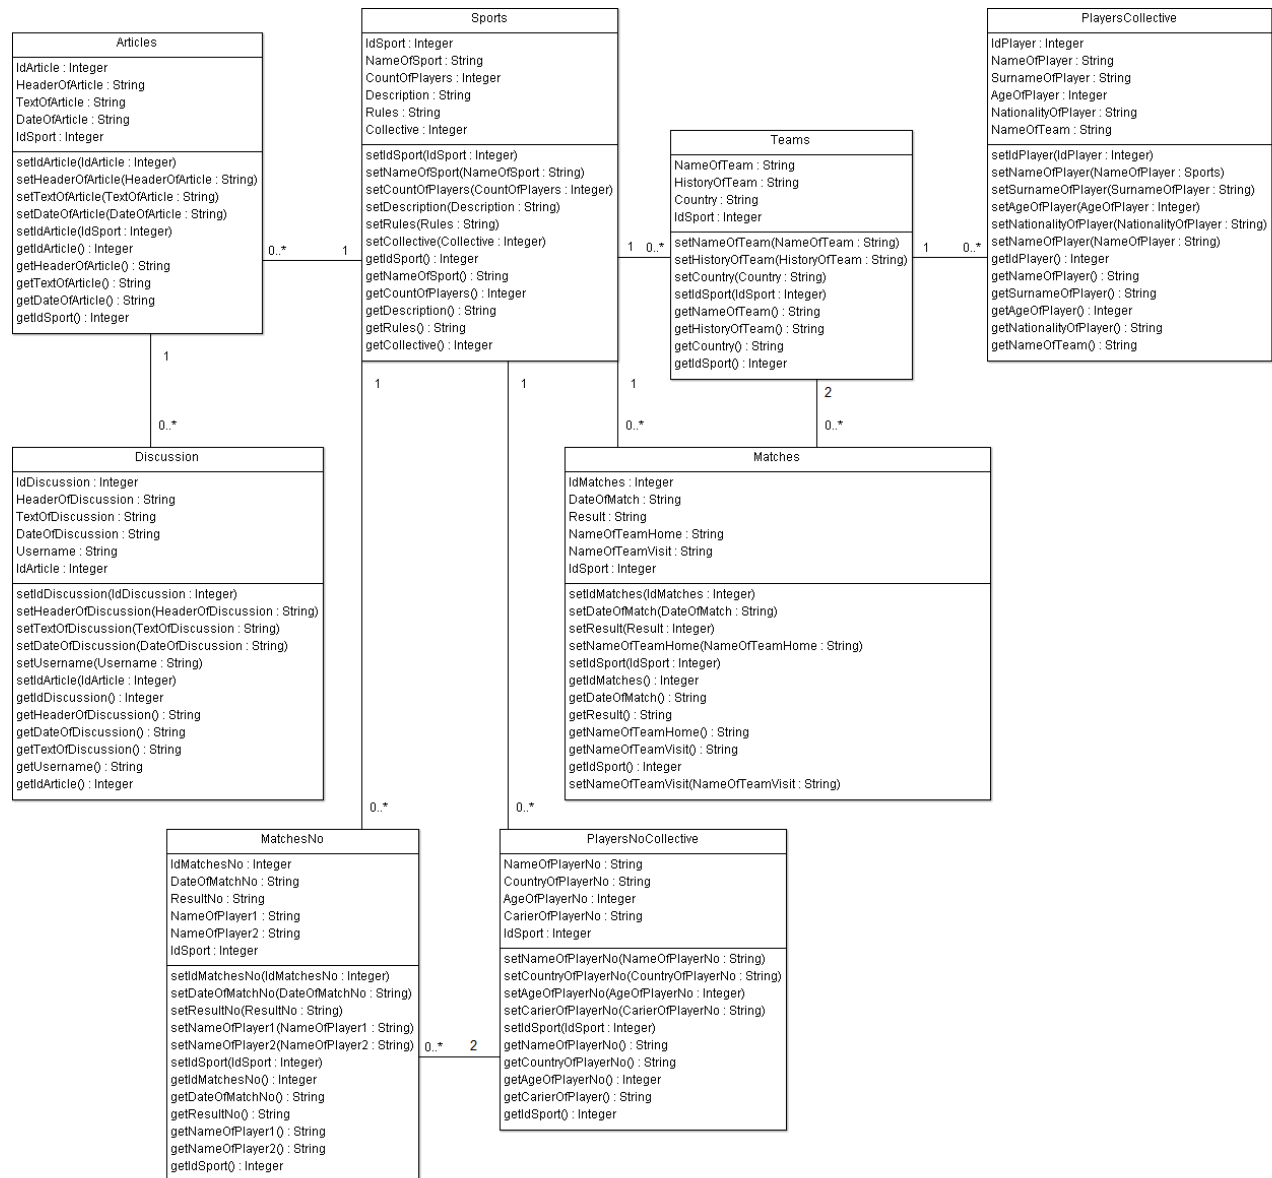 Articles
IdArticle : Integer
HeaderOfArticle : String
TextOfArticle : String
DateOfArticle : String
IdSport : Integer
setIdArticle(IdArticle : Integer)
setHeaderOfArticle(HeaderOfArticle : String)
setTextOfArticle(TextOfArticle : String)
setDateOfArticle(DateOfArticle : String)
setIdArticle(IdSport : Integer)
getIdArticle() : Integer
getHeaderOfArticle() : String
getTextOfArticle() : String
getDateOfArticle() : String
getIdSport() : Integer
0..*
1
Sports
IdSport : Integer
NameOfSport : String
CountOfPlayers : Integer
Description : String
Rules : String
Collective : Integer
setIdSport(IdSport : Integer)
setNameOfSport(NameOfSport : String)
setCountOfPlayers(CountOfPlayers : Integer)
setDescription(Description : String)
setRules(Rules : String)
setCollective(Collective : Integer)
getIdSport() : Integer
getNameOfSport() : String
getCountOfPlayers() : Integer
getDescription() : String
getRules() : String
getCollective() : Integer
1
0..*
Teams
NameOfTeam : String
HistoryOfTeam : String
Country : String
IdSport : Integer
setNameOfTeam(NameOfTeam : String)
setHistoryOfTeam(HistoryOfTeam : String)
setCountry(Country : String)
setIdSport(IdSport : Integer)
getNameOfTeam() : String
getHistoryOfTeam() : String
getCountry() : String
getIdSport() : Integer
1
0..*
PlayersCollective
IdPlayer : Integer
NameOfPlayer : String
SurnameOfPlayer : String
AgeOfPlayer : Integer
NationalityOfPlayer : String
NameOfTeam : String
setIdPlayer(IdPlayer : Integer)
setNameOfPlayer(NameOfPlayer : Sports)
setSurnameOfPlayer(SurnameOfPlayer : String)
setAgeOfPlayer(AgeOfPlayer : Integer)
setNationalityOfPlayer(NationalityOfPlayer : String)
setNameOfPlayer(NameOfPlayer : String)
getIdPlayer() : Integer
getNameOfPlayer() : String
getSurnameOfPlayer() : String
getAgeOfPlayer() : Integer
getNationalityOfPlayer() : String
getNameOfTeam() : String
1
0..*
1
1
1
0..*
2
0..*
Discussion
IdDiscussion : Integer
HeaderOfDiscussion : String
TextOfDiscussion : String
DateOfDiscussion : String
Username : String
IdArticle : Integer
setIdDiscussion(IdDiscussion : Integer)
setHeaderOfDiscussion(HeaderOfDiscussion : String)
setTextOfDiscussion(TextOfDiscussion : String)
setDateOfDiscussion(DateOfDiscussion : String)
setUsername(Username : String)
setIdArticle(IdArticle : Integer)
getIdDiscussion() : Integer
getHeaderOfDiscussion() : String
getDateOfDiscussion() : String
getTextOfDiscussion() : String
getUsername() : String
getIdArticle() : Integer
Matches
IdMatches : Integer
DateOfMatch : String
Result : String
NameOfTeamHome : String
NameOfTeamVisit : String
IdSport : Integer
setIdMatches(IdMatches : Integer)
setDateOfMatch(DateOfMatch : String)
setResult(Result : Integer)
setNameOfTeamHome(NameOfTeamHome : String)
setIdSport(IdSport : Integer)
getIdMatches() : Integer
getDateOfMatch() : String
getResult() : String
getNameOfTeamHome() : String
getNameOfTeamVisit() : String
getIdSport() : Integer
setNameOfTeamVisit(NameOfTeamVisit : String)
0..*
0..*
MatchesNo
IdMatchesNo : Integer
DateOfMatchNo : String
ResultNo : String
NameOfPlayer1 : String
NameOfPlayer2 : String
IdSport : Integer
setIdMatchesNo(IdMatchesNo : Integer)
setDateOfMatchNo(DateOfMatchNo : String)
setResultNo(ResultNo : String)
setNameOfPlayer1(NameOfPlayer1 : String)
setNameOfPlayer2(NameOfPlayer2 : String)
setIdSport(IdSport : Integer)
getIdMatchesNo() : Integer
getDateOfMatchNo() : String
getResultNo() : String
getNameOfPlayer1() : String
getNameOfPlayer2() : String
getIdSport() : Integer
0..*
2
PlayersNoCollective
NameOfPlayerNo : String
CountryOfPlayerNo : String
AgeOfPlayerNo : Integer
CarierOfPlayerNo : String
IdSport : Integer
setNameOfPlayerNo(NameOfPlayerNo : String)
setCountryOfPlayerNo(CountryOfPlayerNo : String)
setAgeOfPlayerNo(AgeOfPlayerNo : Integer)
setCarierOfPlayerNo(CarierOfPlayerNo : String)
setIdSport(IdSport : Integer)
getNameOfPlayerNo() : String
getCountryOfPlayerNo() : String
getAgeOfPlayerNo() : Integer
getCarierOfPlayer() : String
getIdSport() : Integer